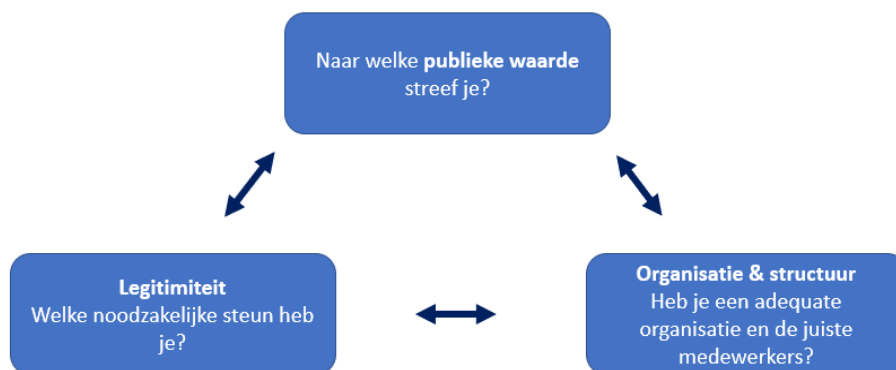 Naar welke publieke waarde
streef je?
Legitimiteit
Welke noodzakelijke steun heb
je?
Organisatie & structuur
Heb je een adequate
organisatie en de juiste
medewerkers?